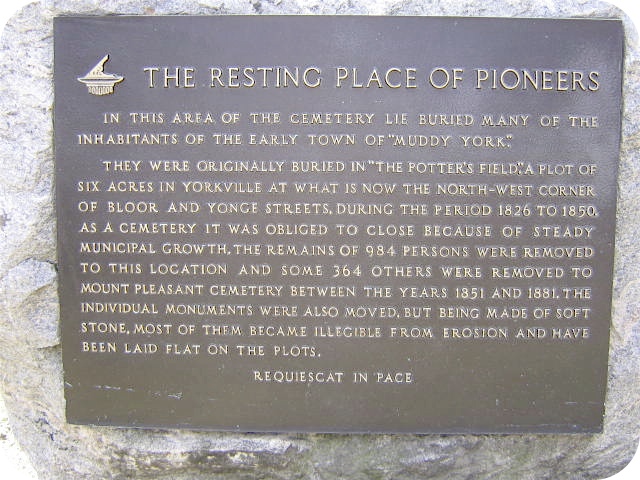 THE RESTING PLACE OF PIONEERS
IN THIS AREA OF THE CEMETERY LIE BURIED MANY OF THE
INHABITANTS OF THE EARLY TOWN OF "MUDDY YORK".
THEY WERE ORIGINALLY BURIED IN "THE POTTER'S FIELD", A PLOT OF
SIX ACRES IN YORKVILLE AT WHAT IS NOW THE NORTH-WEST CORNER
OF BLOOR AND YONGE STREETS, DURING THE PERIOD 1826 TO 1850.
AS A CEMETERY IT WAS OBLIGED TO CLOSE BECAUSE OF STEADY
MUNICIPAL GROWTH. THE REMAINS OF 984 PERSONS WERE REMOVED
TO THIS LOCATION AND SOME 364 OTHERS WERE REMOVED TO
MOUNT PLEASANT CEMETERY BETWEEN THE YEARS 1851 AND 1881. THE
INDIVIDUAL MONUMENTS WERE ALSO MOVED, BUT BEING MADE OF SOFT
STONE, MOST OF THEM BECAME ILLEGIBLE FROM EROSION AND HAVE
BEEN LAID FLAT ON THE PLOTS.
REQUIESCAT IN PACE